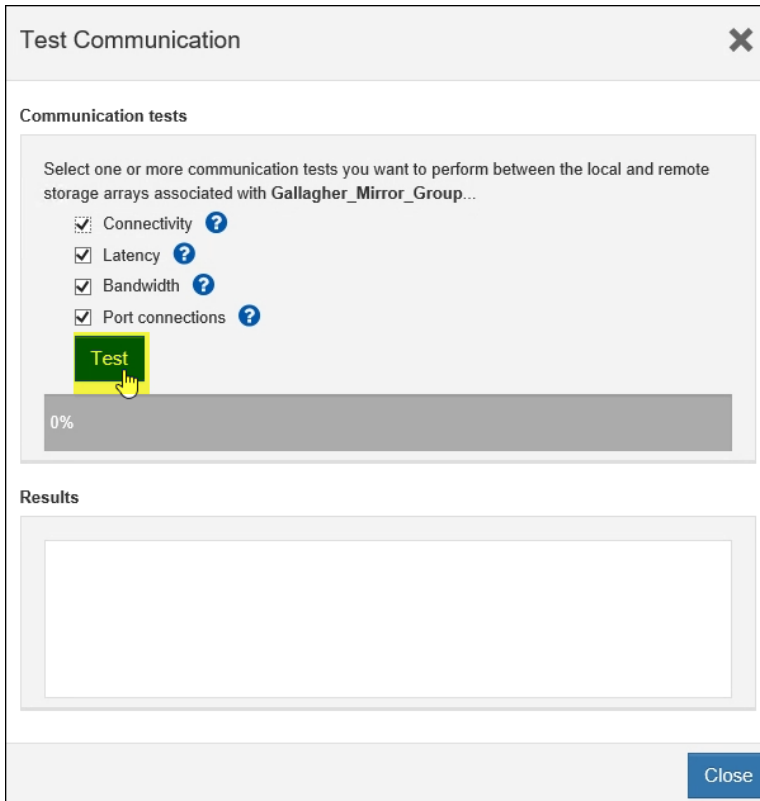 Test Communication
Communication tests
Select one or more communication tests you want to perform between the local and remote
storage arrays associated with Gallagher_Mirror_Group...
Connectivity ?
Latency ?
Bandwidth ?
Port connections ?
Test
0%
Results
Close